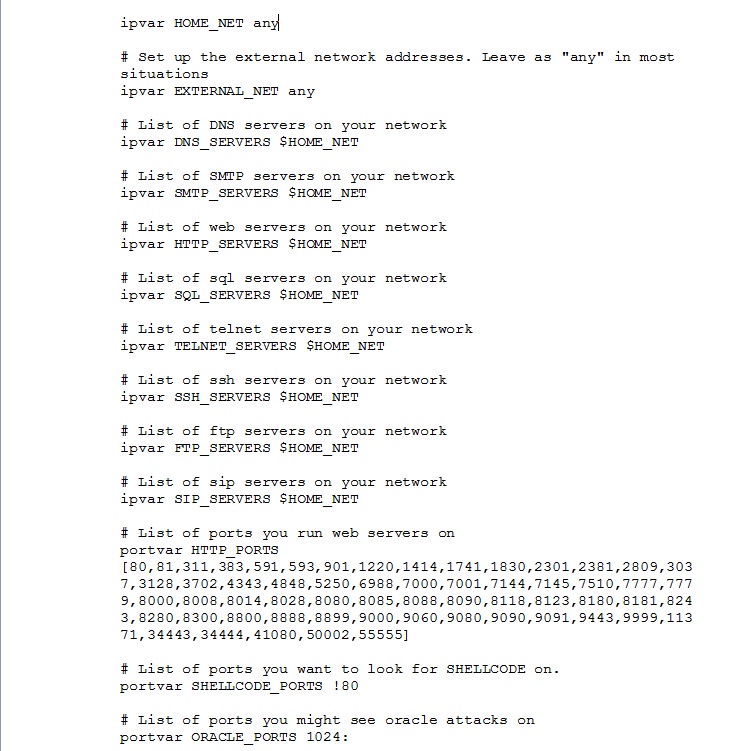 ipvar HOME_NET any
# Set up the external network addresses. Leave as "any" in most
situations
ipvar EXTERNAL_NET any
# List of DNS servers on your network
ipvar DNS_SERVERS $HOME_NET
# List of SMTP servers on your network
ipvar SMTP_SERVERS $HOME_NET
# List of web servers on your network
ipvar HTTP_SERVERS $HOME_NET
# List of sql servers on your network
ipvar SQL_SERVERS $HOME_NET
# List of telnet servers on your network
ipvar TELNET_SERVERS $HOME_NET
# List of ssh servers on your network
ipvar SSH_SERVERS $HOME_NET
# List of ftp servers on your network
ipvar FTP_SERVERS $HOME_NET
# List of sip servers on your network
ipvar SIP_SERVERS $HOME_NET
# List of ports you run web servers on
portvar HTTP_PORTS
[80,81,311,383,591,593,901,1220,1414,1741,1830,2301,2381,2809,303
7,3128,3702,4343,4848,5250,6988,7000,7001,7144,7145,7510,7777,777
9,8000,8008,8014,8028,8080,8085,8088,8090,8118,8123,8180,8181,824
3,8280,8300,8800,8888,8899,9000,9060,9080,9090,9091,9443,9999,113
71,34443,34444,41080,50002,55555]
# List of ports you want to look for SHELLCODE on.
portvar SHELLCODE_PORTS !80
# List of ports you might see oracle attacks on
portvar ORACLE_PORTS 1024: